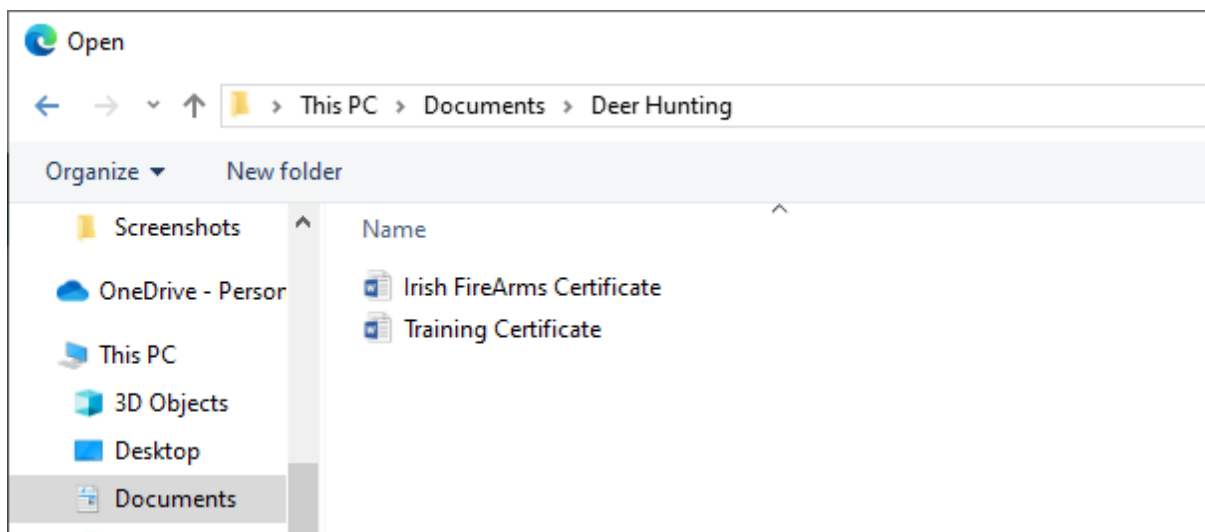 Open
This PC > Documents > Deer Hunting
Organize New folder
Screenshots
OneDrive - Person
This PC
3D Objects
Desktop
Documents
Name
Irish FireArms Certificate
Training Certificate